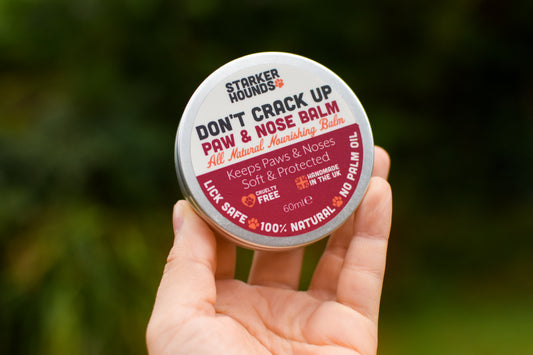 STARKER
HOUNDS
DON'T CRACK UP
PAW & NOSE BALM
All Natural Nourishing Balm
Keeps Paws & Noses
Soft & Protected
CRUELTY
FREE
HANDMADE
IN THE UK
60ml℮
LICK SAFE 100% NATURAL NO PALM OIL